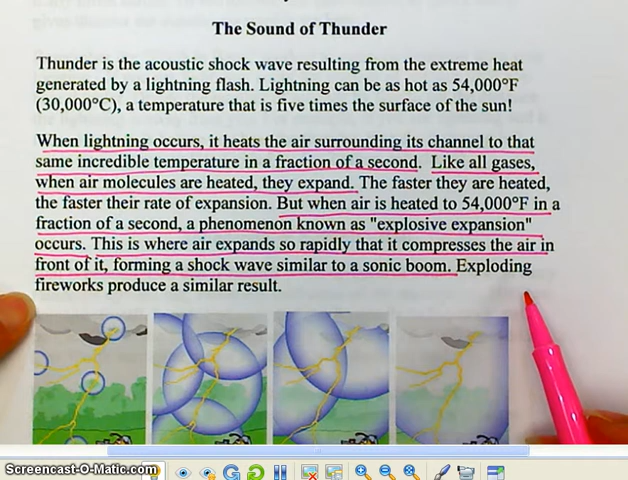 The Sound of Thunder
Thunder is the acoustic shock wave resulting from the extreme heat
generated by a lightning flash. Lightning can be as hot as 54,000°F
(30,000°C), a temperature that is five times the surface of the sun!
When lightning occurs, it heats the air surrounding its channel to that
same incredible temperature in a fraction of a second. Like all gases,
when air molecules are heated, they expand. The faster they are heated,
the faster their rate of expansion. But when air is heated to 54,000°F in a
fraction of a second, a phenomenon known as "explosive expansion"
occurs. This is where air expands so rapidly that it compresses the air in
front of it, forming a shock wave similar to a sonic boom. Exploding
fireworks produce a similar result.
Screencast-O-Matic.com